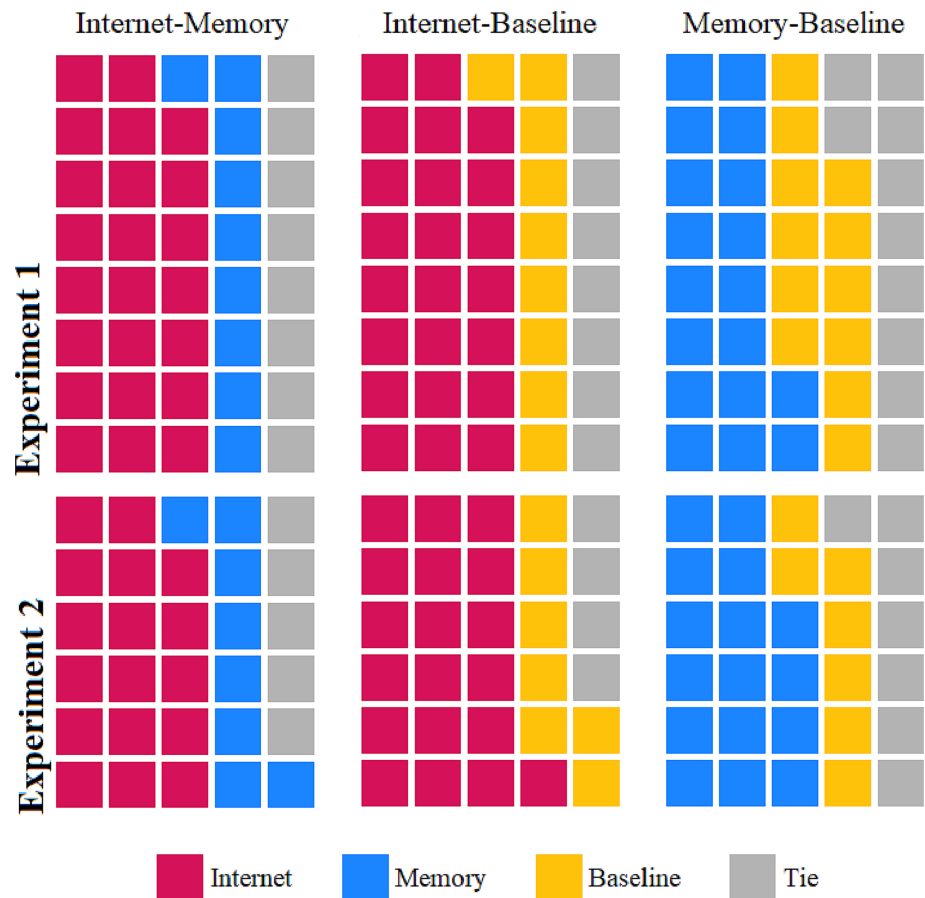 Internet-Memory
Internet-Baseline
Memory-Baseline
Experiment 1
Experiment 2
Internet
Memory
Baseline
Tie